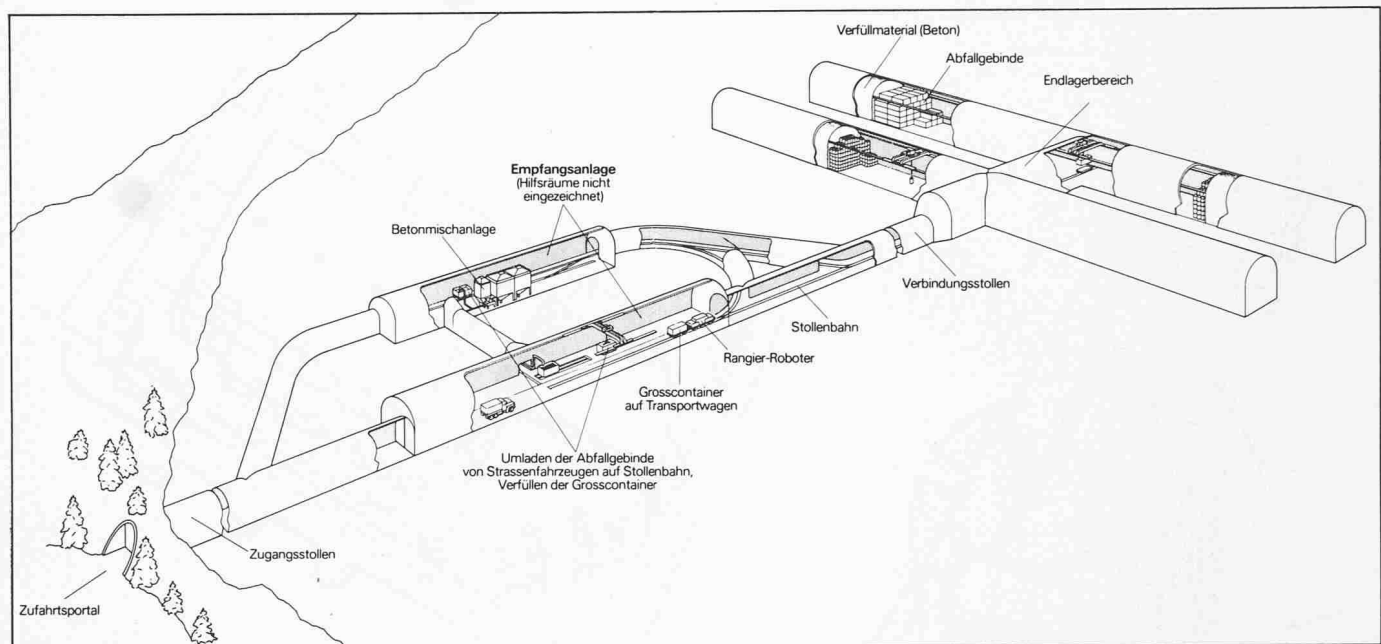 Verfüllmaterial (Beton)
Abfallgebinde
Endlagerbereich
Empfangsanlage
(Hilfsräume nicht
eingezeichnet)
Betonmischanlage
Verbindungsstollen
Stollenbahn
Rangier-Roboter
Grosscontainer
auf Transportwagen
Umladen der Abfallgebinde
von Strassenfahrzeugen auf Stollenbahn,
Verfüllen der Grosscontainer
Zugangsstollen
Zufahrtsportal